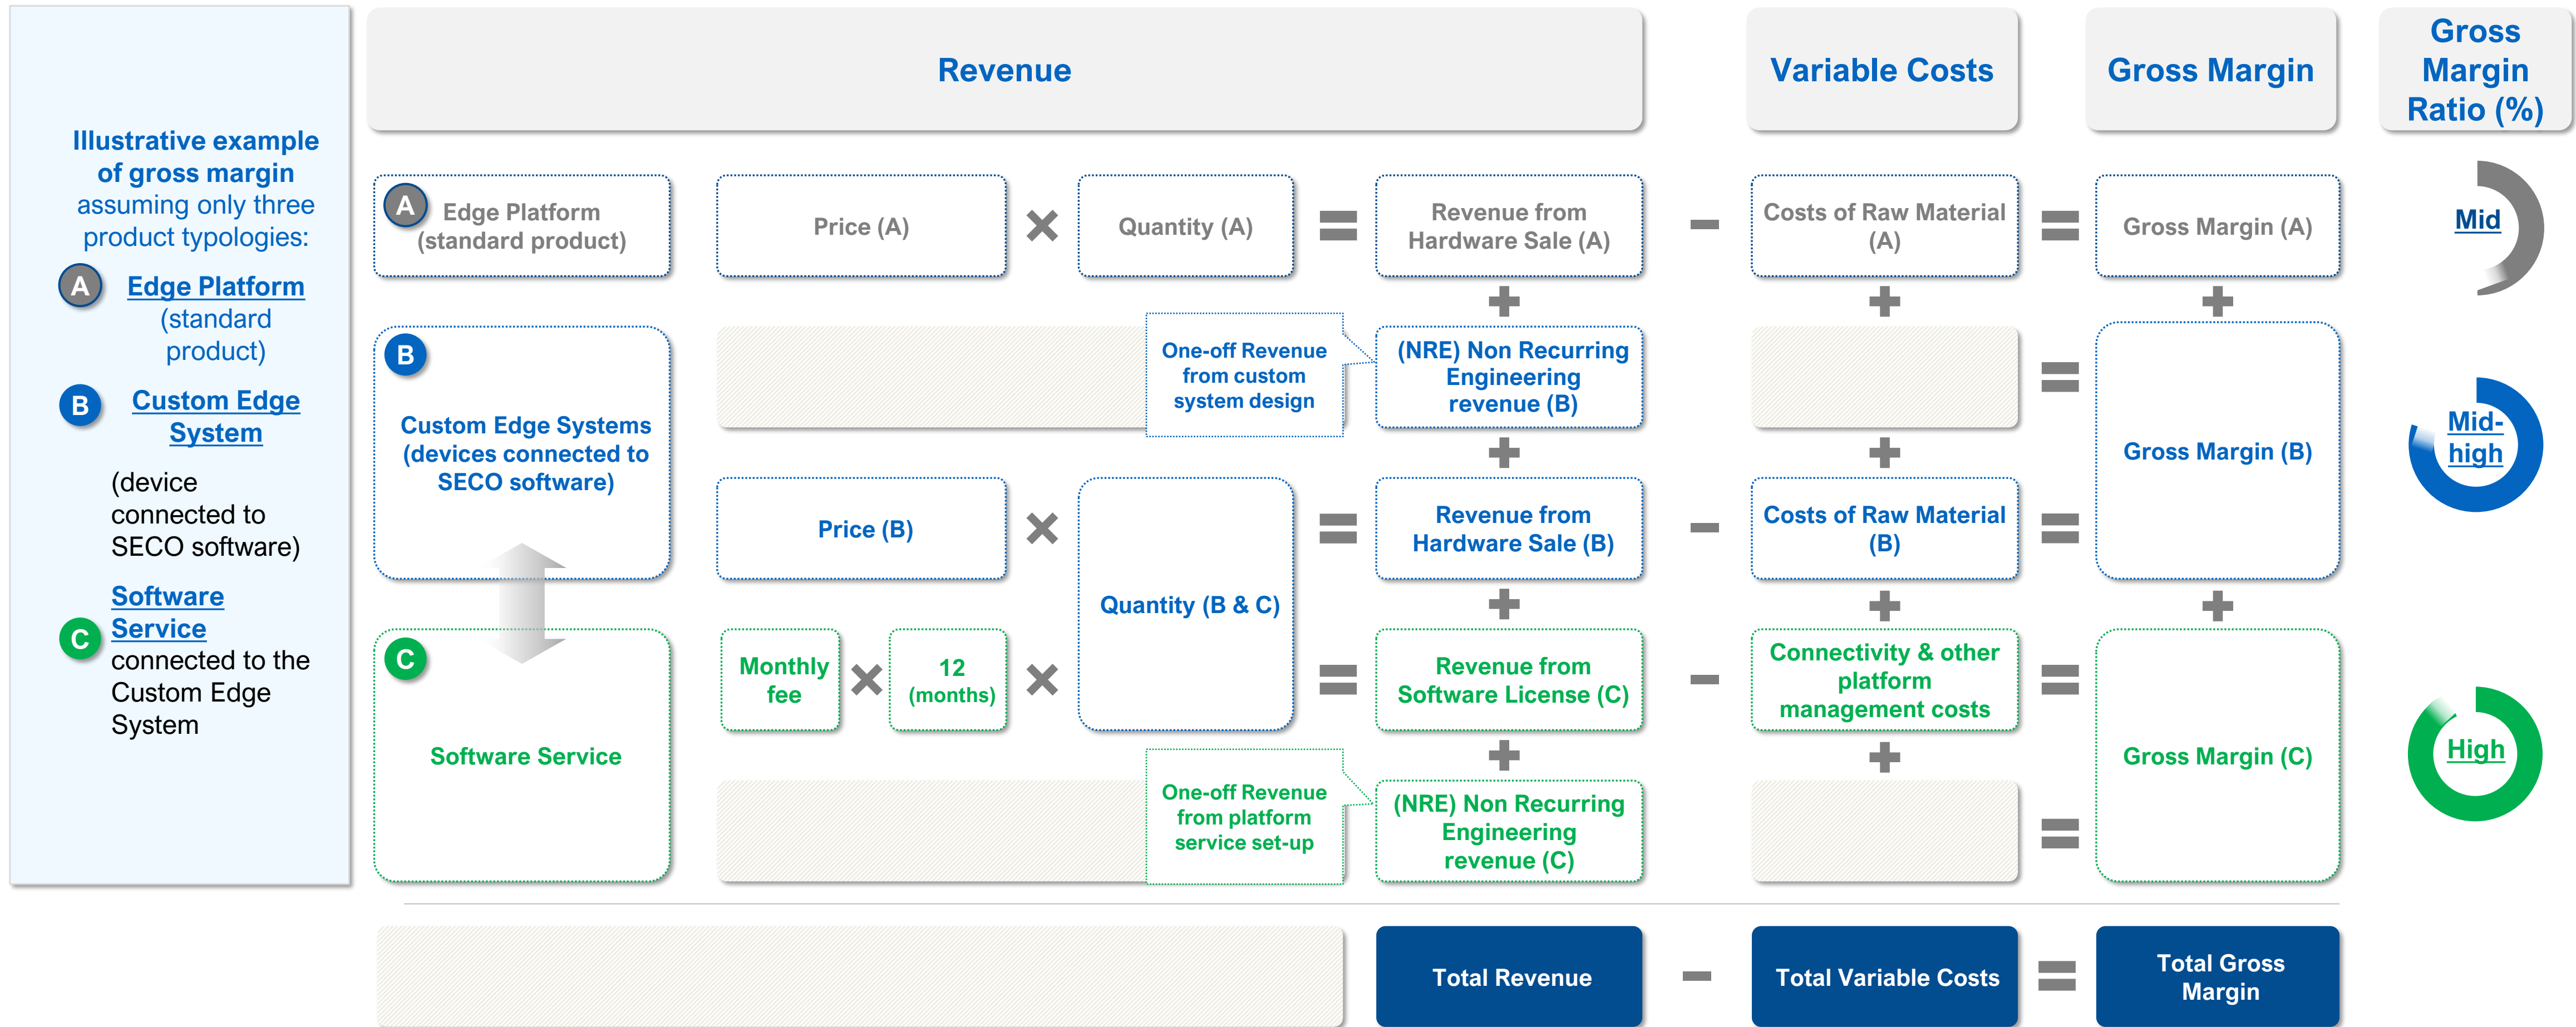 Illustrative example
of gross margin
assuming only three
product typologies:
A
Edge Platform
(standard
product)
B
Custom Edge
System
(device
connected to
SECO software)
C
Software
Service
connected to the
Custom Edge
System
Revenue
Variable Costs
Gross Margin
Gross
Margin
Ratio (%)
A
Edge Platform
(standard product)
Price (A)
×
Quantity (A)
=
Revenue from
Hardware Sale (A)
-
Costs of Raw Material
(A)
=
Gross Margin (A)
Mid
+
+
+
B
Custom Edge Systems
(devices connected to
SECO software)
One-off Revenue
from custom
system design
(NRE) Non Recurring
Engineering
revenue (B)
=
Gross Margin (B)
Mid-
high
+
+
Price (B)
×
Quantity (B & C)
=
Revenue from
Hardware Sale (B)
-
Costs of Raw Material
(B)
=
+
+
+
C
Software Service
Monthly
fee
×
12
(months)
×
=
Revenue from
Software License (C)
-
Connectivity & other
platform
management costs
=
Gross Margin (C)
High
+
+
One-off Revenue
from platform
service set-up
(NRE) Non Recurring
Engineering
revenue (C)
=
Total Revenue
-
Total Variable Costs
=
Total Gross
Margin